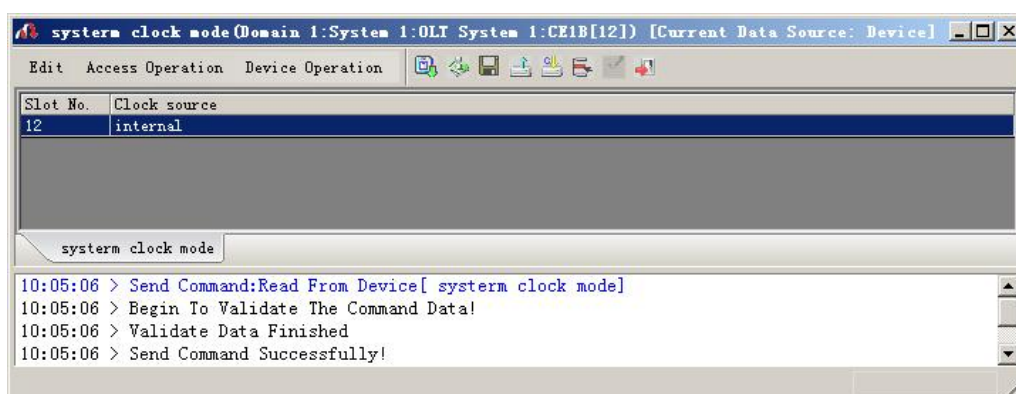 systerm clock mode(Domain 1:System 1:OLT System 1:CE1B[12]) [Current Data Source: Device]
Edit Access Operation Device Operation
Slot No. Clock source
12 internal
systerm clock mode
10:05:06 > Send Command:Read From Device[ systerm clock mode]
10:05:06 > Begin To Validate The Command Data!
10:05:06 > Validate Data Finished
10:05:06 > Send Command Successfully!